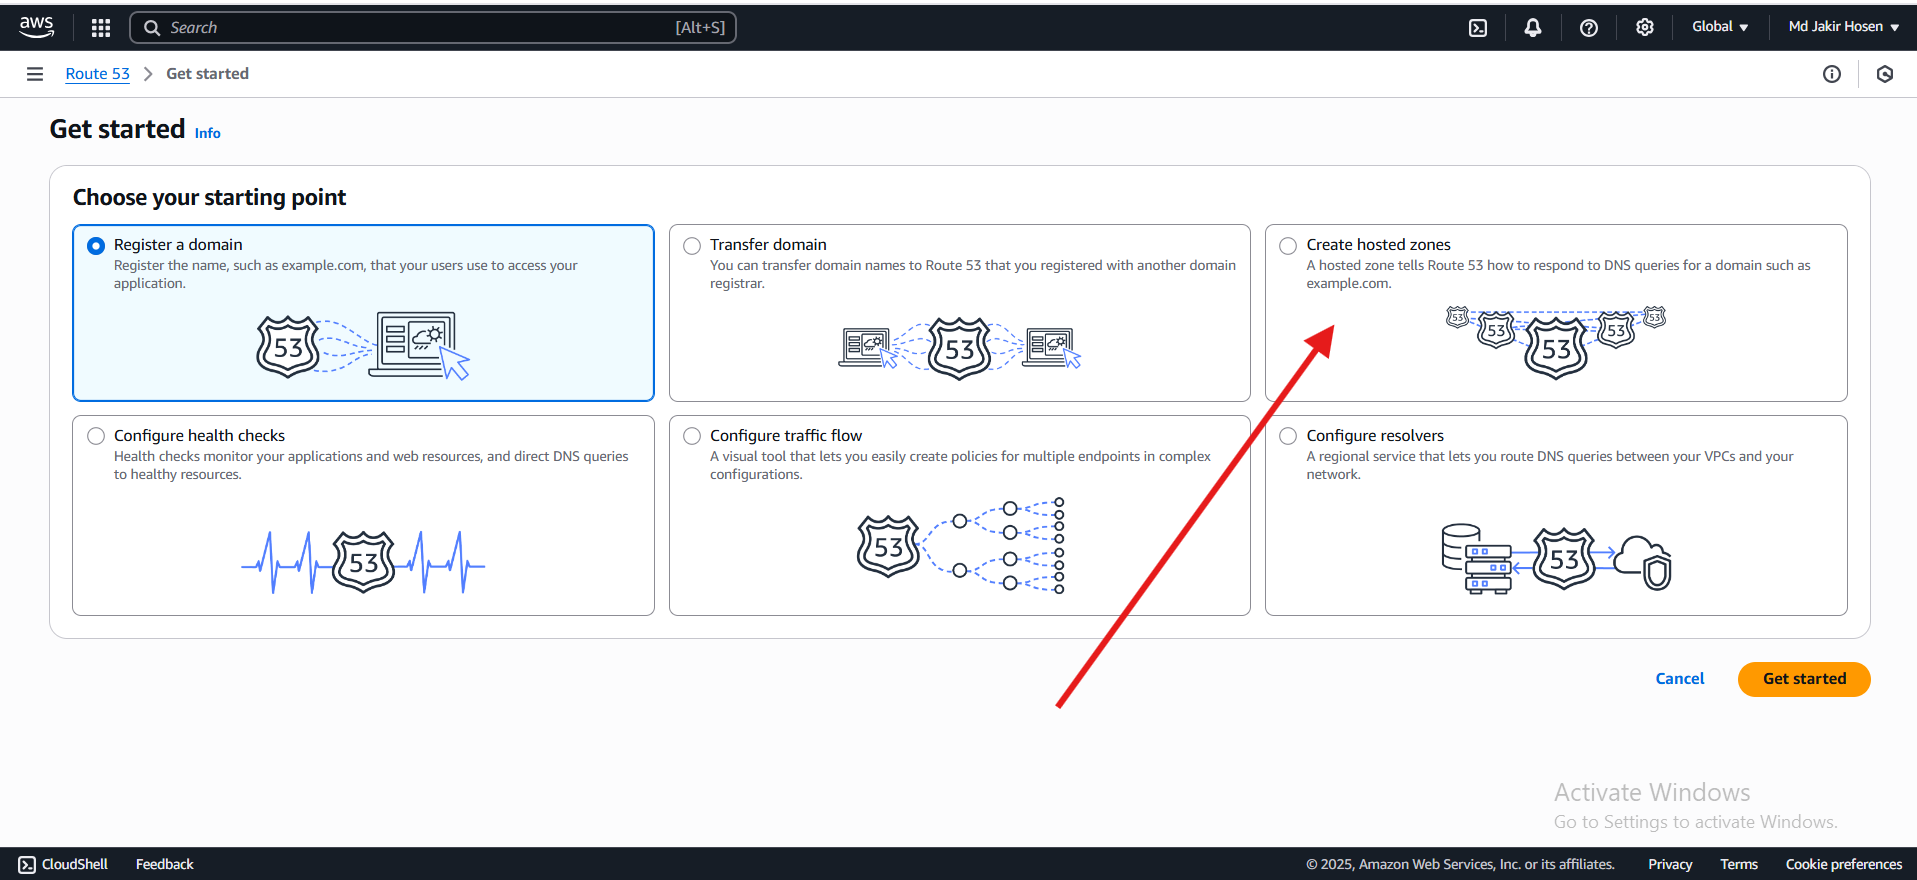 aws
Search [Alt+S]
Global
Md Jakir Hosen
Route 53 > Get started
Get started Info
Choose your starting point
Register a domain
Register the name, such as example.com, that your users use to access your
application.
53
Transfer domain
You can transfer domain names to Route 53 that you registered with another domain
registrar.
53
Create hosted zones
A hosted zone tells Route 53 how to respond to DNS queries for a domain such as
example.com.
53
53
53
53
53
Configure health checks
Health checks monitor your applications and web resources, and direct DNS queries
to healthy resources.
53
Configure traffic flow
A visual tool that lets you easily create policies for multiple endpoints in complex
configurations.
53
Configure resolvers
A regional service that lets you route DNS queries between your VPCs and your
network.
53
Cancel
Get started
Activate Windows
Go to Settings to activate Windows.
CloudShell
Feedback
© 2025, Amazon Web Services, Inc. or its affiliates.
Privacy
Terms
Cookie preferences